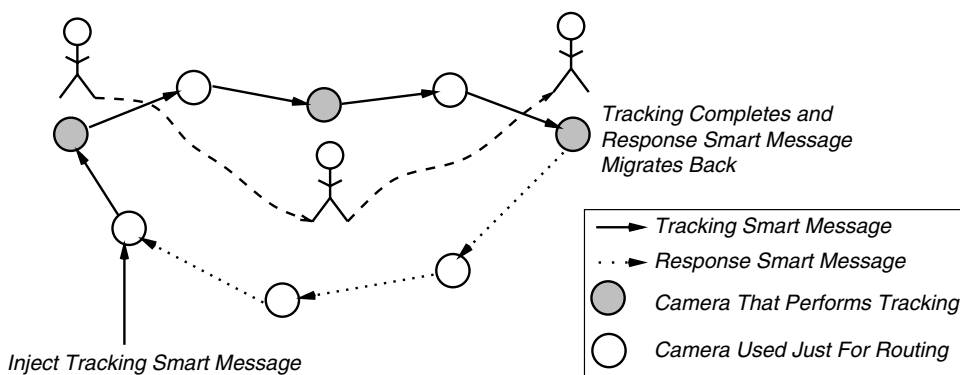 Tracking Completes and
Response Smart Message
Migrates Back
Tracking Smart Message
Response Smart Message
Camera That Performs Tracking
Camera Used Just For Routing
Inject Tracking Smart Message